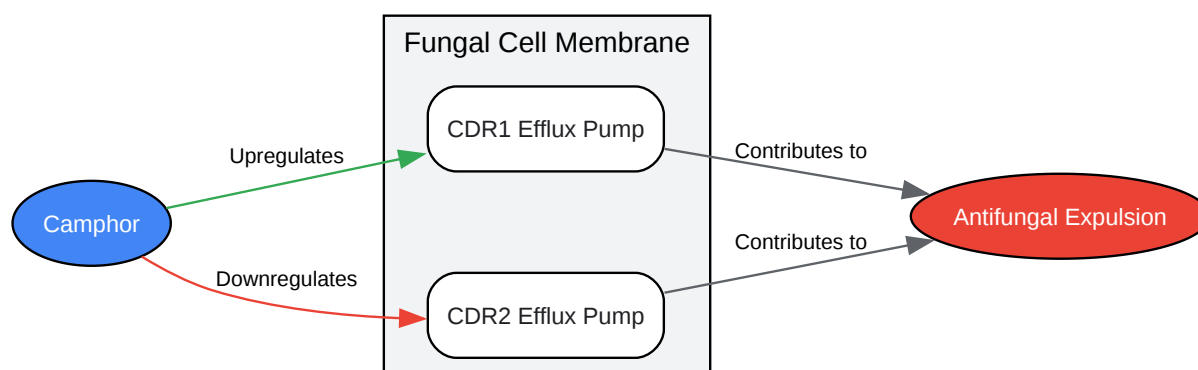 Fungal Cell Membrane
CDR1 Efflux Pump
Upregulates
Contributes to
Camphor
Antifungal Expulsion
Contributes to
Downregulates
CDR2 Efflux Pump